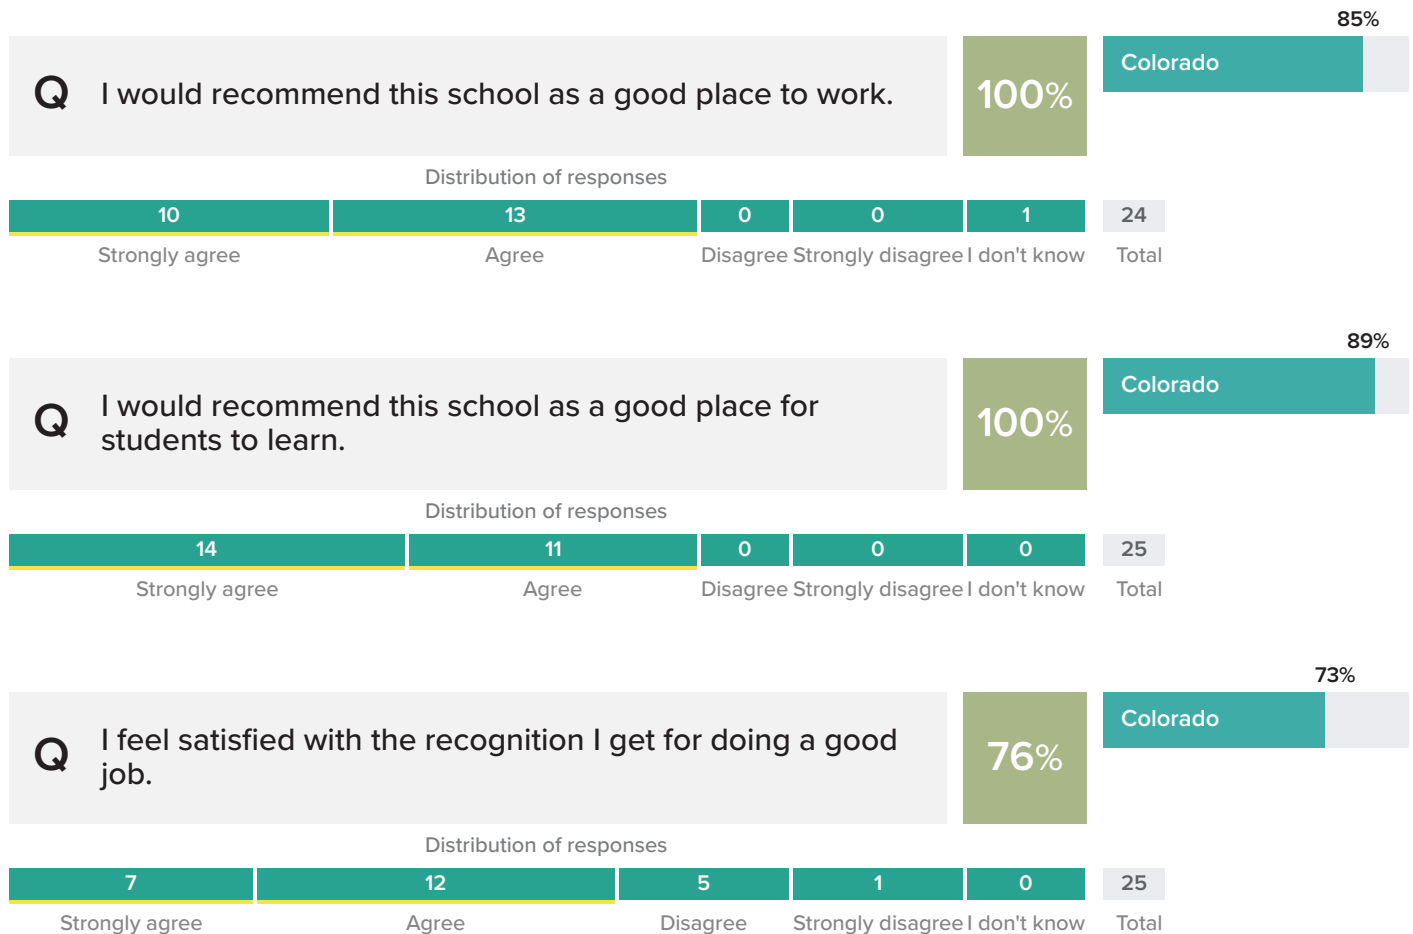 85%
Q I would recommend this school as a good place to work. 100% Colorado
Distribution of responses
10 13 0 0 1 24
Strongly agree Agree Disagree Strongly disagree I don't know Total
89%
Q I would recommend this school as a good place for
students to learn. 100% Colorado
Distribution of responses
14 11 0 0 0 25
Strongly agree Agree Disagree Strongly disagree I don't know Total
73%
Q I feel satisfied with the recognition I get for doing a good
job. 76% Colorado
Distribution of responses
7 12 5 1 0 25
Strongly agree Agree Disagree Strongly disagree I don't know Total